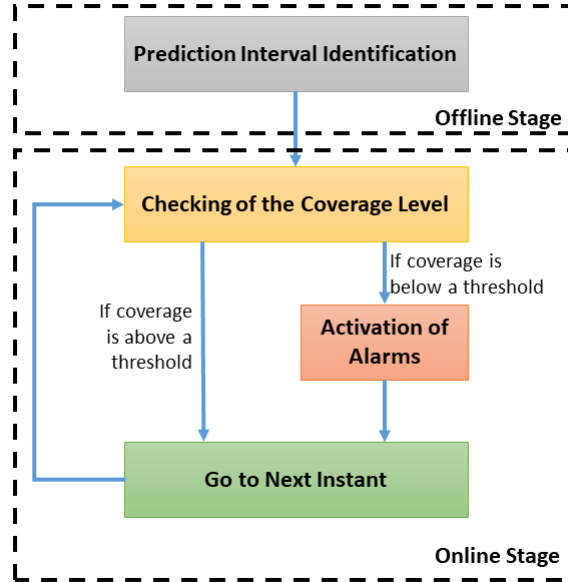 Prediction Interval Identification
Offline Stage
Checking of the Coverage Level
If coverage is
below a threshold
If coverage
is above a
threshold
Activation of
Alarms
Go to Next Instant
Online Stage